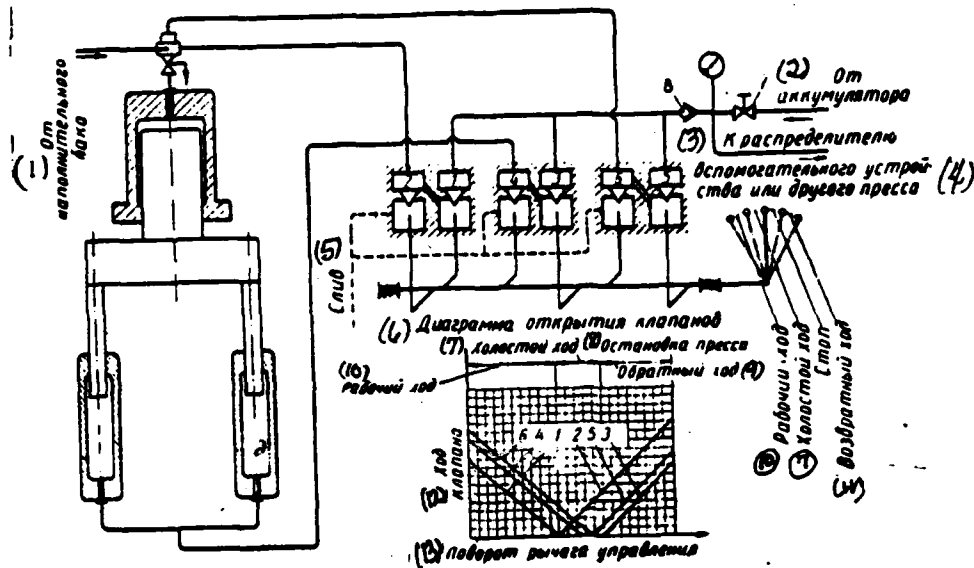 (1) От
наполнительного
бака
в
(2) От
аккумулятора
(3) К распределителю
вспомогательного устрой-
ства или другого пресса (4)
(5)
Слив
(6) Диаграмма открытия клапанов
(7) Холостой ход (8) Остановка пресса
(10) Рабочий ход
Обратный ход (9)
6 4 1 2 5 3
Ход
клапана
(13) Поворот рычага управления
(10) Рабочий ход
(7) Холостой ход
Стоп
Возвратный ход